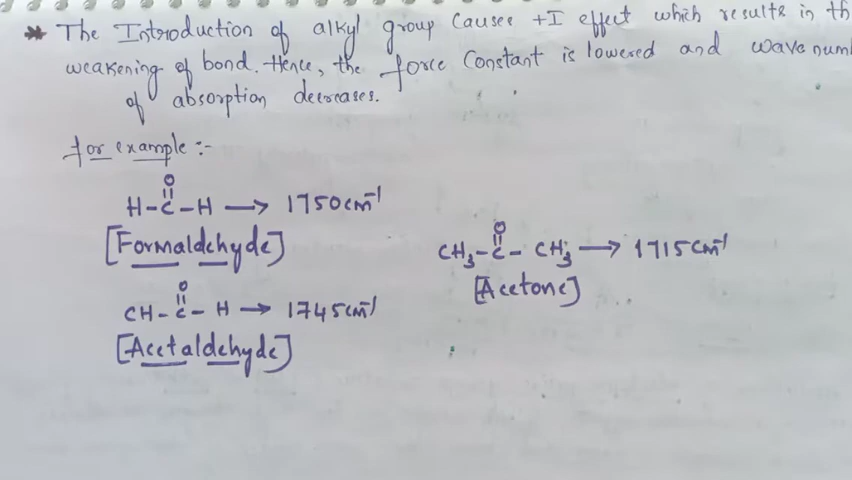 * The Introduction of alkyl group Causes +I effect which results in th
weakening of bond. Hence, the force Constant is lowered and wave num
of absorption decreases.
for example :-
O
H-C-H → 1750cm⁻¹
[Formaldehyde]
O
CH₃-C-CH₃ → 1715cm⁻¹
[Acetone]
O
CH-C-H → 1745cm⁻¹
[Acetaldehyde]